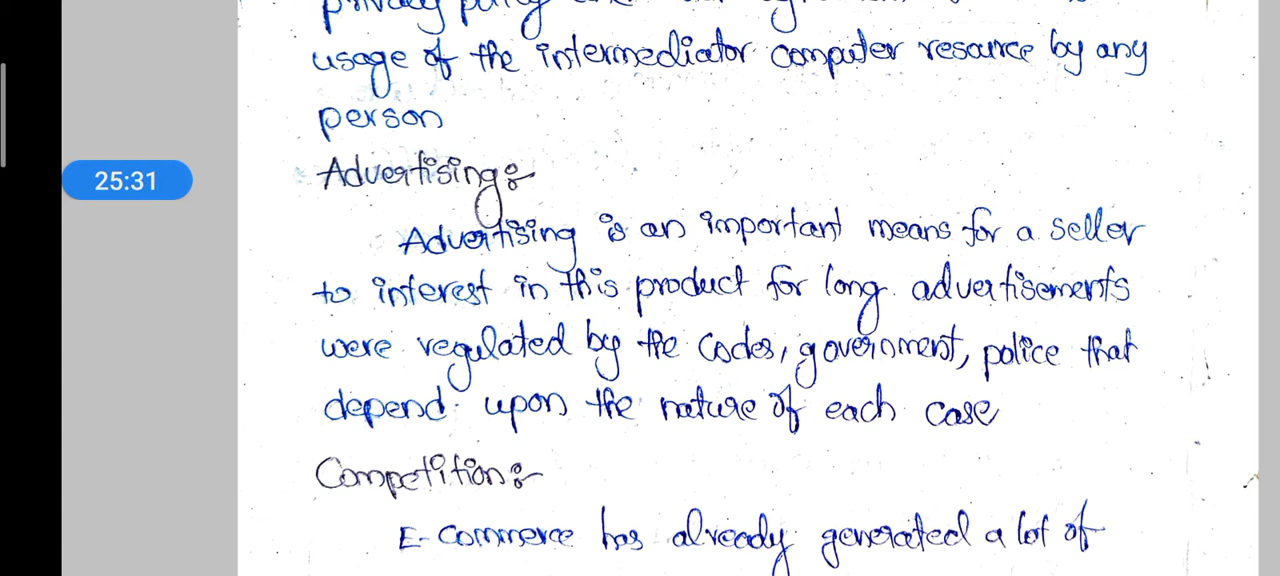 privacy policy
usage of the intermediator computer resource by any
person
Advertising:-
25:31
Advertising is an important means for a seller
to interest in this product for long advertisements
were regulated by the codes, government, police that
depend upon the nature of each case
Competition:-
E-commerce has already generated a lot of